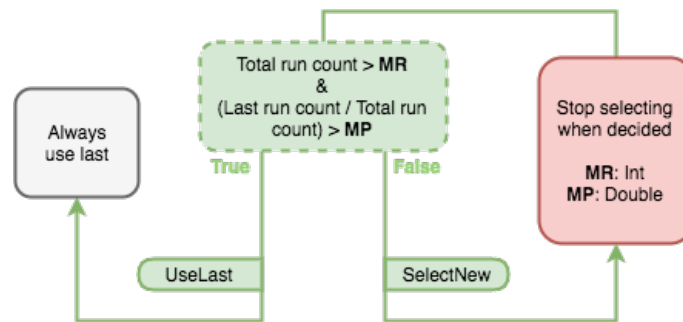 Total run count > MR
&
(Last run count / Total run
count) > MP
Always
use last
Stop selecting
when decided
MR: Int
MP: Double
True
False
UseLast
SelectNew